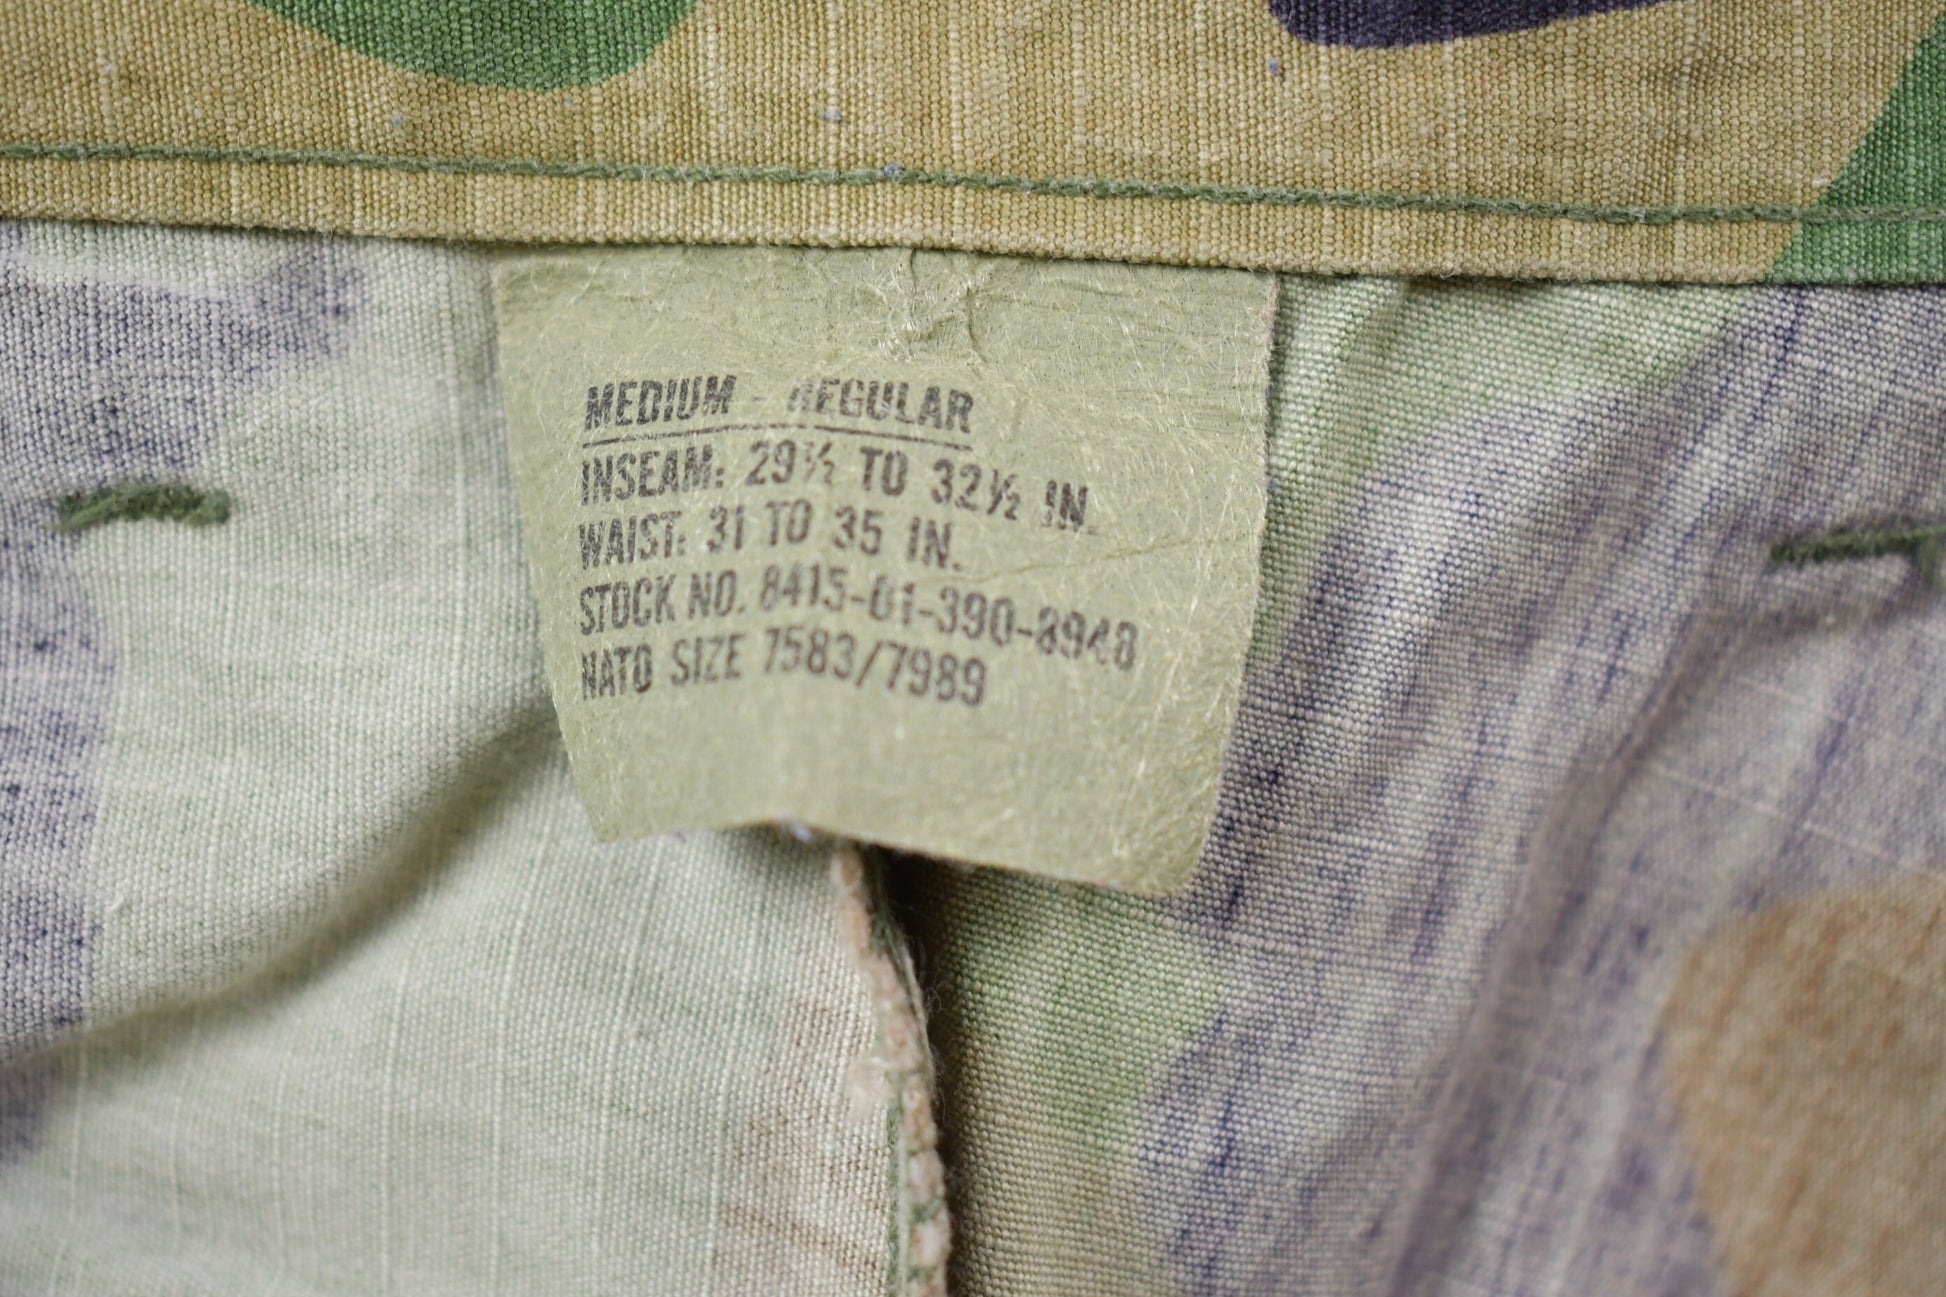 MEDIUM - REGULAR
INSEAM: 29½ TO 32½ IN.
WAIST: 31 TO 35 IN.
STOCK NO. 8415-01-390-8948
NATO SIZE 7583/7989